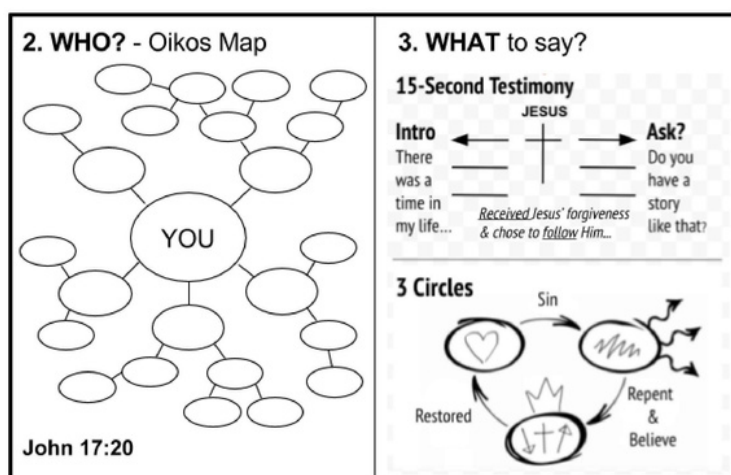 2. WHO? - Oikos Map
YOU
John 17:20
3. WHAT to say?
15-Second Testimony
JESUS
Intro
There
was a
time in
my life...
Received Jesus' forgiveness
& chose to follow Him...
Ask?
Do you
have a
story
like that?
3 Circles
Sin
Repent
&
Believe
Restored